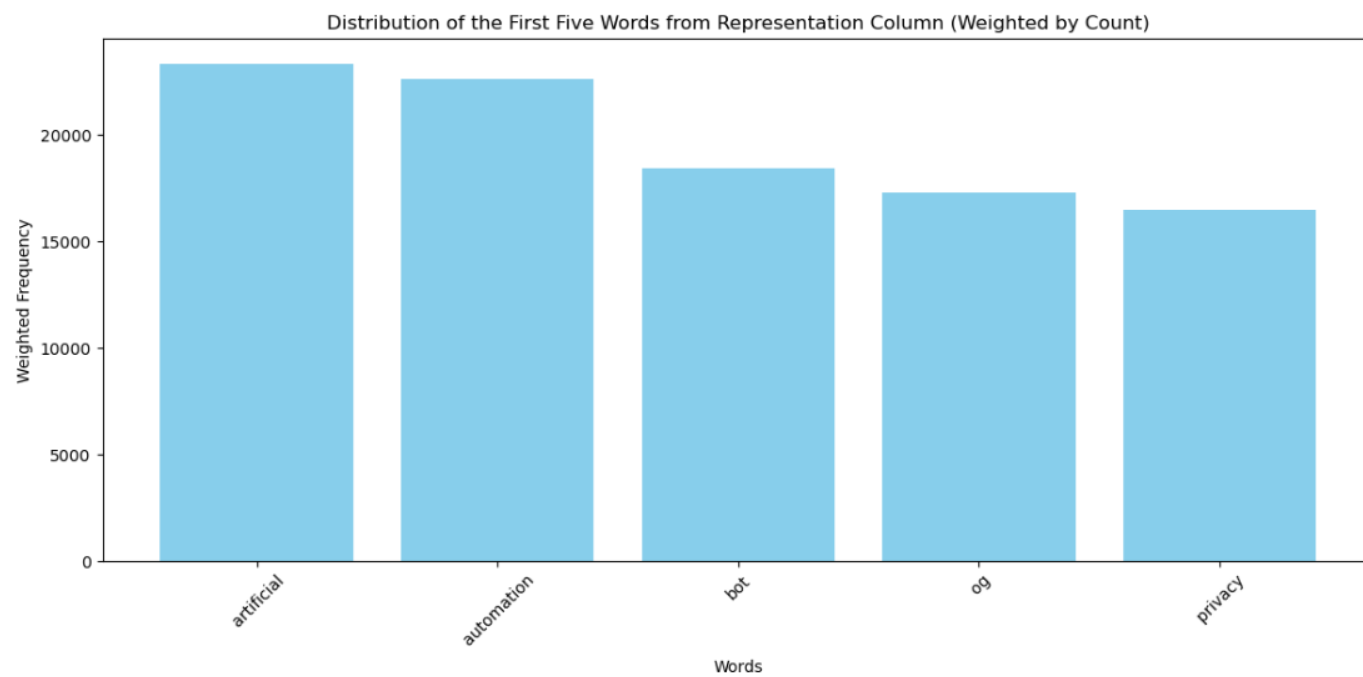 Distribution of the First Five Words from Representation Column (Weighted by Count)
Weighted Frequency
20000
15000
10000
5000
0
artificial
automation
bot
og
privacy
Words